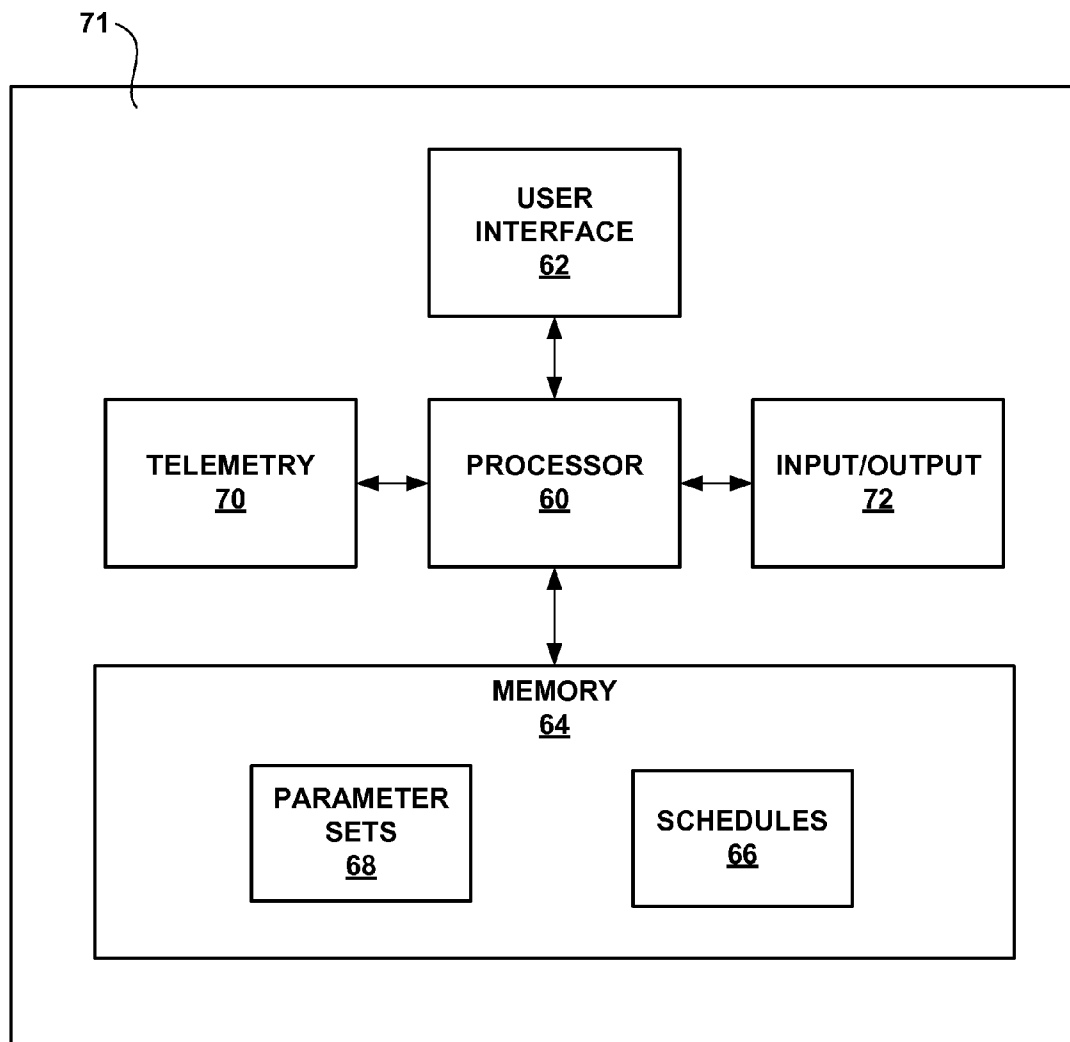 71
USER
INTERFACE
62
TELEMETRY
70
PROCESSOR
60
INPUT/OUTPUT
72
MEMORY
64
PARAMETER
SETS
68
SCHEDULES
66